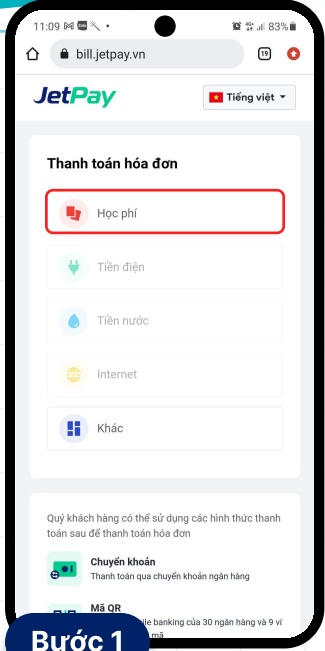 11:09
83%
bill.jetpay.vn
19
JetPay
Tiếng việt
Thanh toán hóa đơn
Học phí
Tiền điện
Tiền nước
Internet
Khác
Quý khách hàng có thể sử dụng các hình thức thanh
toán sau để thanh toán hóa đơn
Chuyển khoản
Thanh toán qua chuyển khoản ngân hàng
Mã QR
banking của 30 ngân hàng và 9 ví
mã
Bước 1